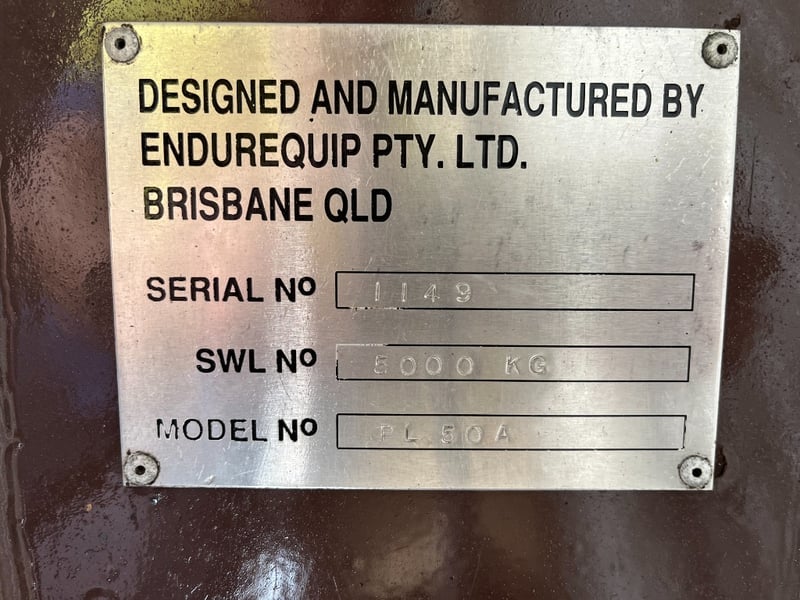 DESIGNED AND MANUFACTURED BY
ENDUREQUIP PTY. LTD.
BRISBANE QLD
SERIAL Nº 1149
SWL Nº 5000 KG
MODEL Nº PL 50A